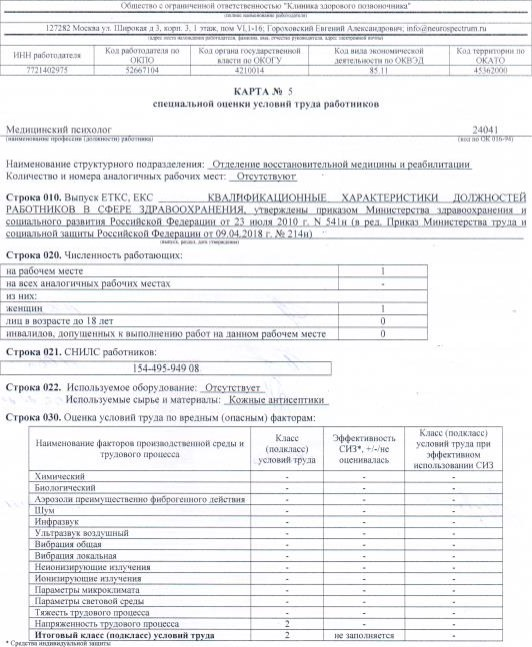 Общество с ограниченной ответственностью "Клиника здорового позвоночника"
(полное наименование работодателя)
127282 Москва ул. Широкая д 3, корп. 3, 1 этаж, пом VI,1-16; Гороховский Евгений Александрович; info@neurospectrum.ru
(адрес места нахождения работодателя, фамилия, имя, отчество руководителя, адрес электронной почты)
ИНН работодателя Код работодателя по ОКПО Код органа государственной власти по ОКОГУ Код вида экономической деятельности по ОКВЭД Код территории по ОКАТО
7721402975 52667104 4210014 85.11 45362000
КАРТА № 5
специальной оценки условий труда работников
Медицинский психолог 24041
(наименование профессии (должности) работника) (код по ОК 016-94)
Наименование структурного подразделения: Отделение восстановительной медицины и реабилитации
Количество и номера аналогичных рабочих мест: Отсутствуют
Строка 010. Выпуск ЕТКС, ЕКС КВАЛИФИКАЦИОННЫЕ ХАРАКТЕРИСТИКИ ДОЛЖНОСТЕЙ
РАБОТНИКОВ В СФЕРЕ ЗДРАВООХРАНЕНИЯ, утверждены приказом Министерства здравоохранения и
социального развития Российской Федерации от 23 июля 2010 г. N 541н (в ред. Приказ Министерства труда и
социальной защиты Российской Федерации от 09.04.2018 г. № 214н)
(выпуск, раздел, дата утверждения)
Строка 020. Численность работающих:
на рабочем месте 1
на всех аналогичных рабочих местах -
из них:
женщин 1
лиц в возрасте до 18 лет 0
инвалидов, допущенных к выполнению работ на данном рабочем месте 0
Строка 021. СНИЛС работников:
154-495-949 08
Строка 022. Используемое оборудование: Отсутствует
Используемые сырье и материалы: Кожные антисептики
Строка 030. Оценка условий труда по вредным (опасным) факторам:
Наименование факторов производственной среды и трудового процесса Класс (подкласс) условий труда Эффективность СИЗ*, +/-/не оценивалась Класс (подкласс) условий труда при эффективном использовании СИЗ
Химический - - -
Биологический - - -
Аэрозоли преимущественно фиброгенного действия - - -
Шум - - -
Инфразвук - - -
Ультразвук воздушный - - -
Вибрация общая - - -
Вибрация локальная - - -
Неионизирующие излучения - - -
Ионизирующие излучения - - -
Параметры микроклимата - - -
Параметры световой среды - - -
Тяжесть трудового процесса - - -
Напряженность трудового процесса 2 - -
Итоговый класс (подкласс) условий труда 2 не заполняется -
* Средства индивидуальной защиты